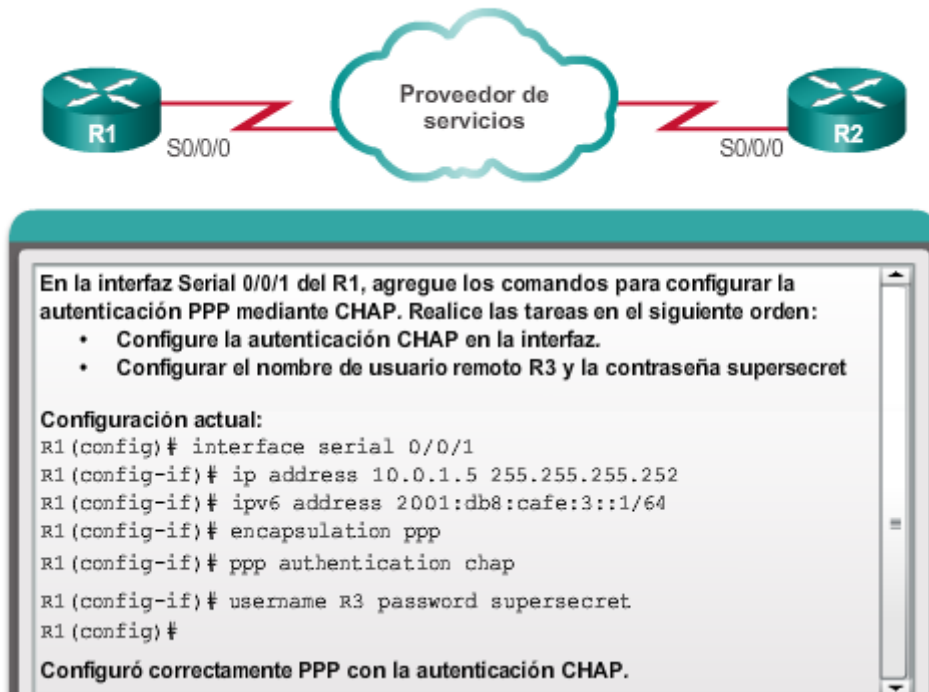 Proveedor de
servicios
R1
S0/0/0
S0/0/0
R2
En la interfaz Serial 0/0/1 del R1, agregue los comandos para configurar la
autenticación PPP mediante CHAP. Realice las tareas en el siguiente orden:
• Configure la autenticación CHAP en la interfaz.
• Configurar el nombre de usuario remoto R3 y la contraseña supersecret
Configuración actual:
R1(config)# interface serial 0/0/1
R1(config-if)# ip address 10.0.1.5 255.255.255.252
R1(config-if)# ipv6 address 2001:db8:cafe:3::1/64
R1(config-if)# encapsulation ppp
R1(config-if)# ppp authentication chap
R1(config-if)# username R3 password supersecret
R1(config)#
Configuró correctamente PPP con la autenticación CHAP.